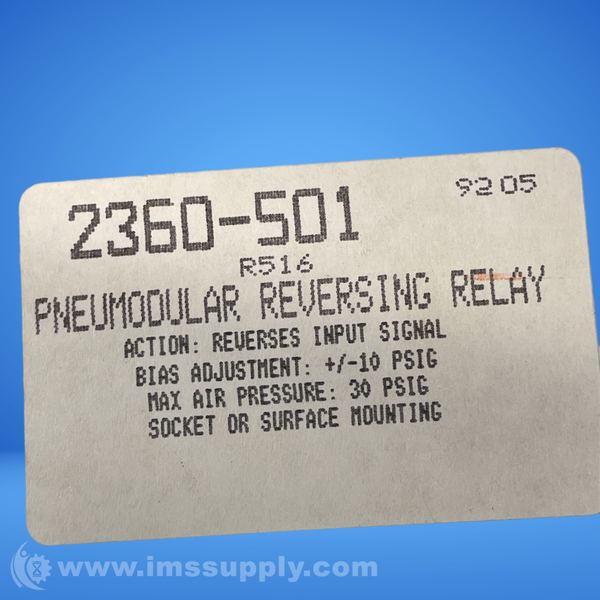 9205
2360-501
R516
PNEUMODULAR REVERSING RELAY
ACTION: REVERSES INPUT SIGNAL
BIAS ADJUSTMENT: +/-10 PSIG
MAX AIR PRESSURE: 30 PSIG
SOCKET OR SURFACE MOUNTING
www.imssupply.com